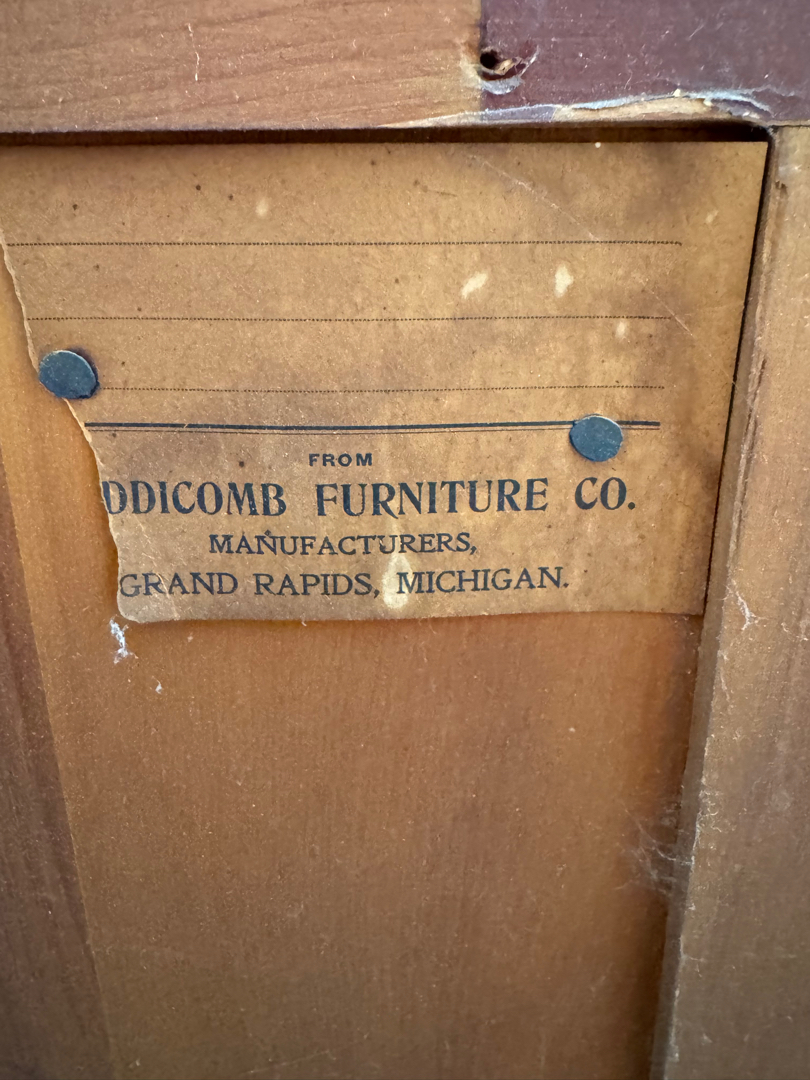 FROM
DDICOMB FURNITURE CO.
MANUFACTURERS,
GRAND RAPIDS, MICHIGAN.